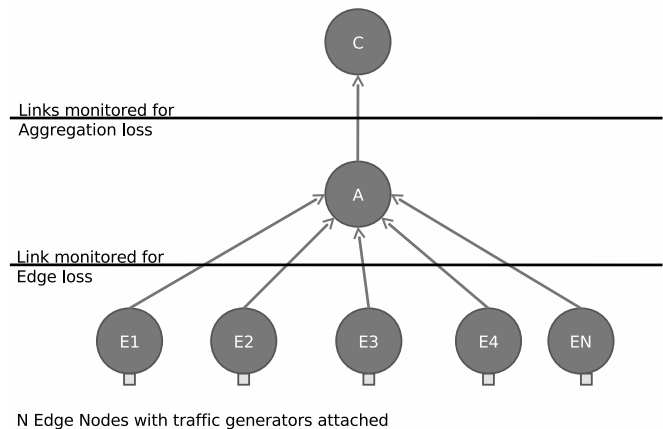 C
Links monitored for
Aggregation loss
A
Link monitored for
Edge loss
E1 E2 E3 E4 EN
N Edge Nodes with traffic generators attached